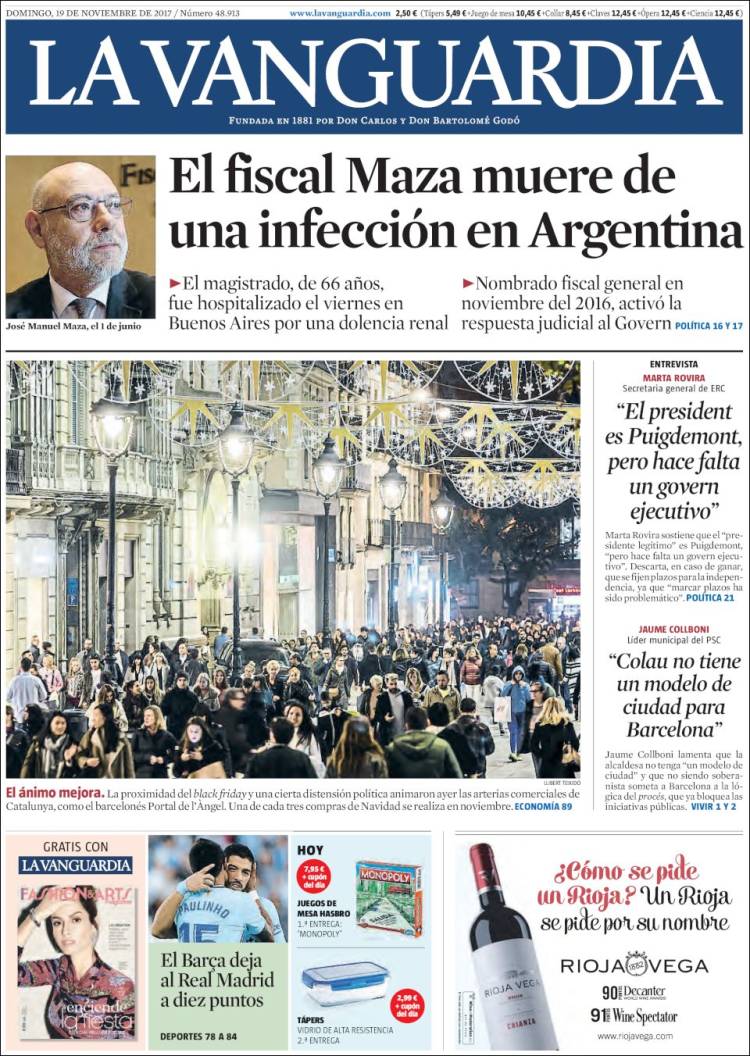 DOMINGO, 19 DE NOVIEMBRE DE 2017 / Número 48.913
www.lavanguardia.com 2,50 € (Tápers 5,49 € +Juego de mesa 10,45 € +Collar 8,45 € +Claves 12,45 € +Ópera 12,45 € +Ciencia 12,45 €)
LA VANGUARDIA
FUNDADA EN 1881 POR DON CARLOS Y DON BARTOLOMÉ GODÓ
José Manuel Maza, el 1 de junio
El fiscal Maza muere de
una infección en Argentina
►El magistrado, de 66 años,
fue hospitalizado el viernes en
Buenos Aires por una dolencia renal
►Nombrado fiscal general en
noviembre del 2016, activó la
respuesta judicial al Govern POLÍTICA 16 Y 17
LLIBERT TEIXIDÓ
El ánimo mejora. La proximidad del black friday y una cierta distensión política animaron ayer las arterias comerciales de
Catalunya, como el barcelonés Portal de l'Àngel. Una de cada tres compras de Navidad se realiza en noviembre. ECONOMÍA 89
ENTREVISTA
MARTA ROVIRA
Secretaria general de ERC
“El president
es Puigdemont,
pero hace falta
un govern
ejecutivo”
Marta Rovira sostiene que el “pre-
sidente legítimo” es Puigdemont,
“pero hace falta un govern ejecu-
tivo”. Descarta, en caso de ganar,
que se fijen plazos para la indepen-
dencia, ya que “marcar plazos ha
sido problemático”. POLÍTICA 21
JAUME COLLBONI
Líder municipal del PSC
“Colau no tiene
un modelo de
ciudad para
Barcelona”
Jaume Collboni lamenta que la
alcaldesa no tenga “un modelo de
ciudad” y que no siendo sobera-
nista someta a Barcelona a la ló-
gica del procés, que ya bloquea las
iniciativas públicas. VIVIR 1 Y 2
GRATIS CON
LA VANGUARDIA
FASHION&ARTS
enciende
la fiesta
PAULINHO
15
El Barça deja
al Real Madrid
a diez puntos
DEPORTES 78 A 84
HOY
7,95 €
+ cupón
del día
JUEGOS DE
MESA HASBRO
1.ª ENTREGA:
‘MONOPOLY’
MONOPOLY
2,99 €
+ cupón
del día
TÁPERS
VIDRIO DE ALTA RESISTENCIA
2.ª ENTREGA
¿Cómo se pide
un Rioja? Un Rioja
se pide por su nombre
RIOJA VEGA
1882
90 Decanter
WORLD WINE AWARDS
91 Wine Spectator
www.riojavega.com
RIOJA VEGA
CRIANZA